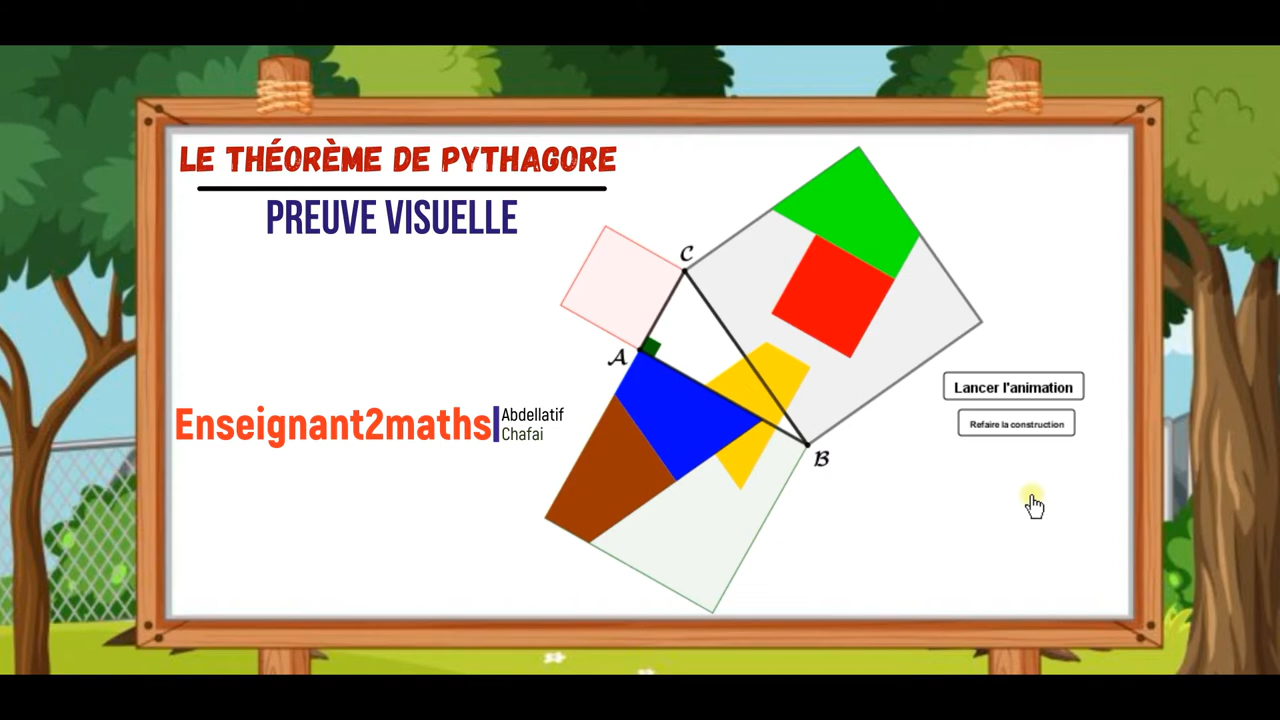 LE THÉORÈME DE PYTHAGORE
PREUVE VISUELLE
C
A
B
Lancer l'animation
Refaire la construction
Enseignant2maths
Abdellatif
Chafai